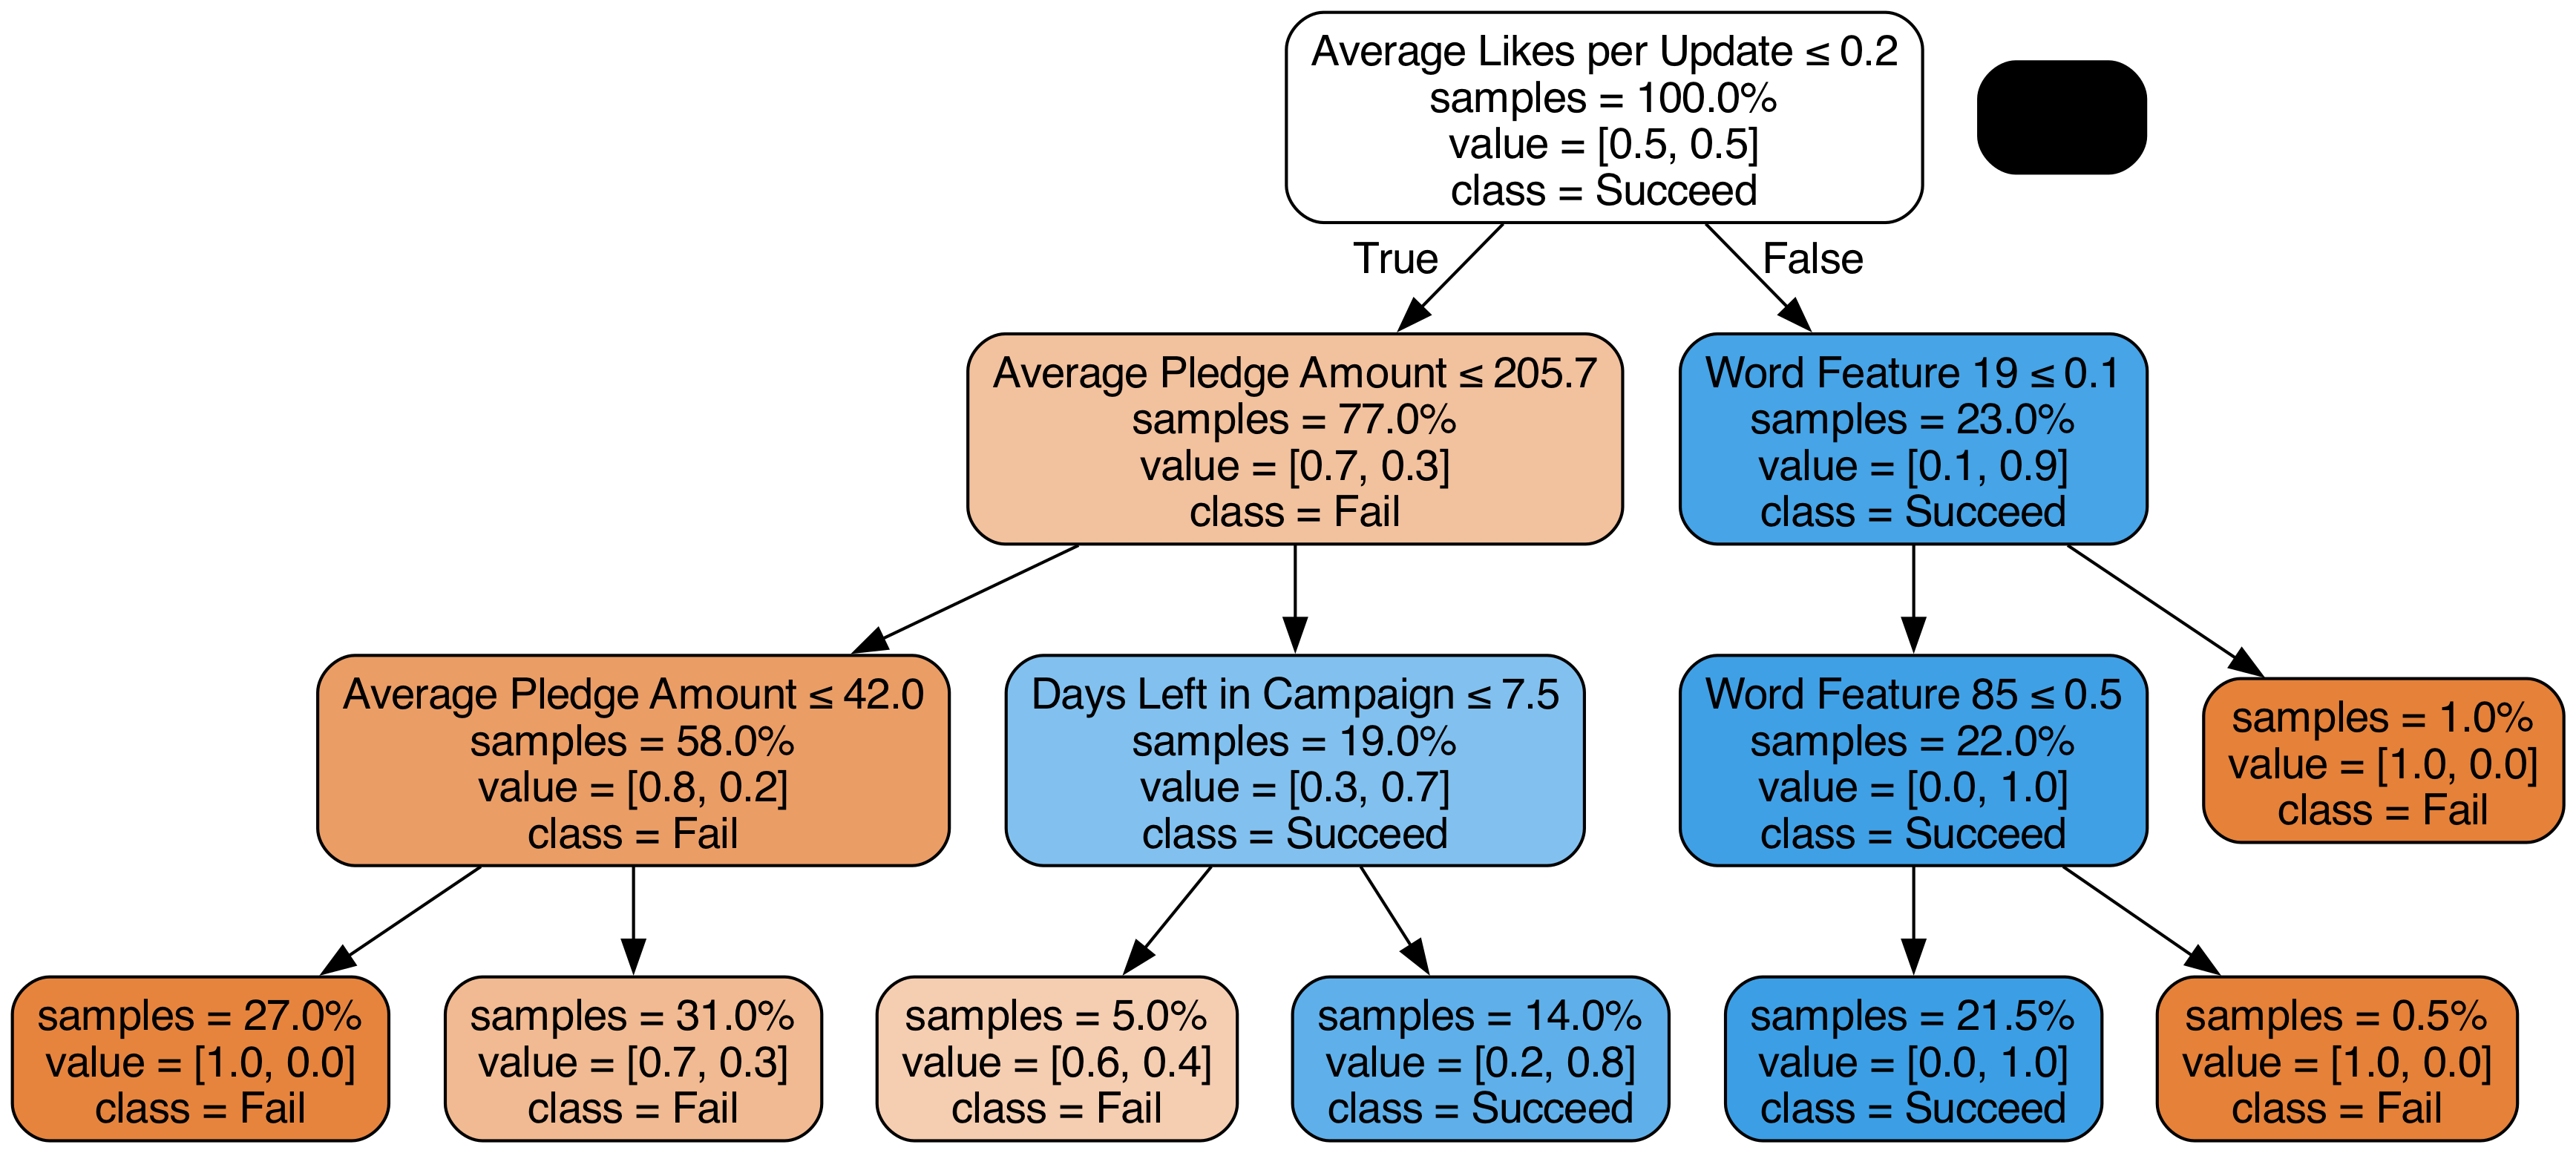 Average Likes per Update ≤ 0.2
samples = 100.0%
value = [0.5, 0.5]
class = Succeed
True
False
Average Pledge Amount ≤ 205.7
samples = 77.0%
value = [0.7, 0.3]
class = Fail
Word Feature 19 ≤ 0.1
samples = 23.0%
value = [0.1, 0.9]
class = Succeed
Average Pledge Amount ≤ 42.0
samples = 58.0%
value = [0.8, 0.2]
class = Fail
Days Left in Campaign ≤ 7.5
samples = 19.0%
value = [0.3, 0.7]
class = Succeed
Word Feature 85 ≤ 0.5
samples = 22.0%
value = [0.0, 1.0]
class = Succeed
samples = 1.0%
value = [1.0, 0.0]
class = Fail
samples = 27.0%
value = [1.0, 0.0]
class = Fail
samples = 31.0%
value = [0.7, 0.3]
class = Fail
samples = 5.0%
value = [0.6, 0.4]
class = Fail
samples = 14.0%
value = [0.2, 0.8]
class = Succeed
samples = 21.5%
value = [0.0, 1.0]
class = Succeed
samples = 0.5%
value = [1.0, 0.0]
class = Fail